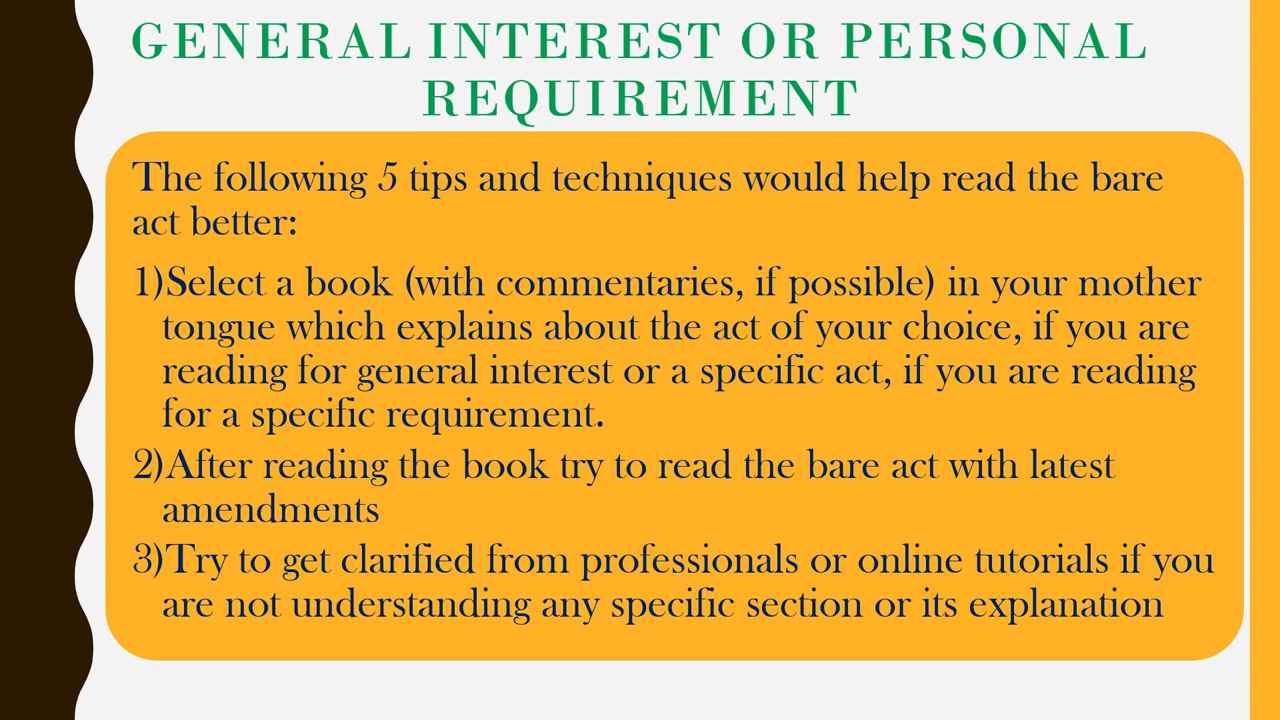 GENERAL INTEREST OR PERSONAL
REQUIREMENT
The following 5 tips and techniques would help read the bare
act better:
1)Select a book (with commentaries, if possible) in your mother
tongue which explains about the act of your choice, if you are
reading for general interest or a specific act, if you are reading
for a specific requirement.
2)After reading the book try to read the bare act with latest
amendments
3)Try to get clarified from professionals or online tutorials if you
are not understanding any specific section or its explanation